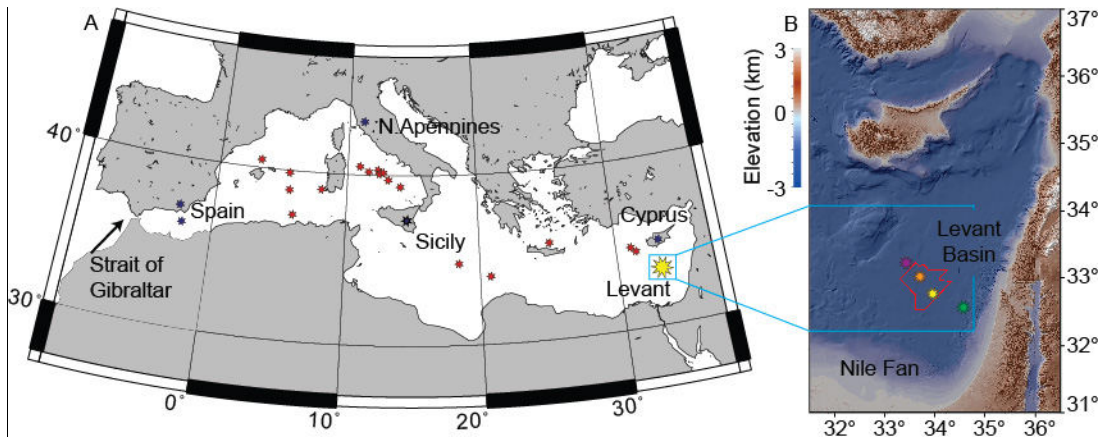 A
40˚
30˚
0˚
10˚
20˚
30˚
N.Apennines
Spain
Strait of
Gibraltar
Sicily
Cyprus
Levant
B
Elevation (km)
3
0
-3
37°
36°
35°
34°
33°
32°
31°
32°
33°
34°
35°
36°
Levant
Basin
Nile Fan